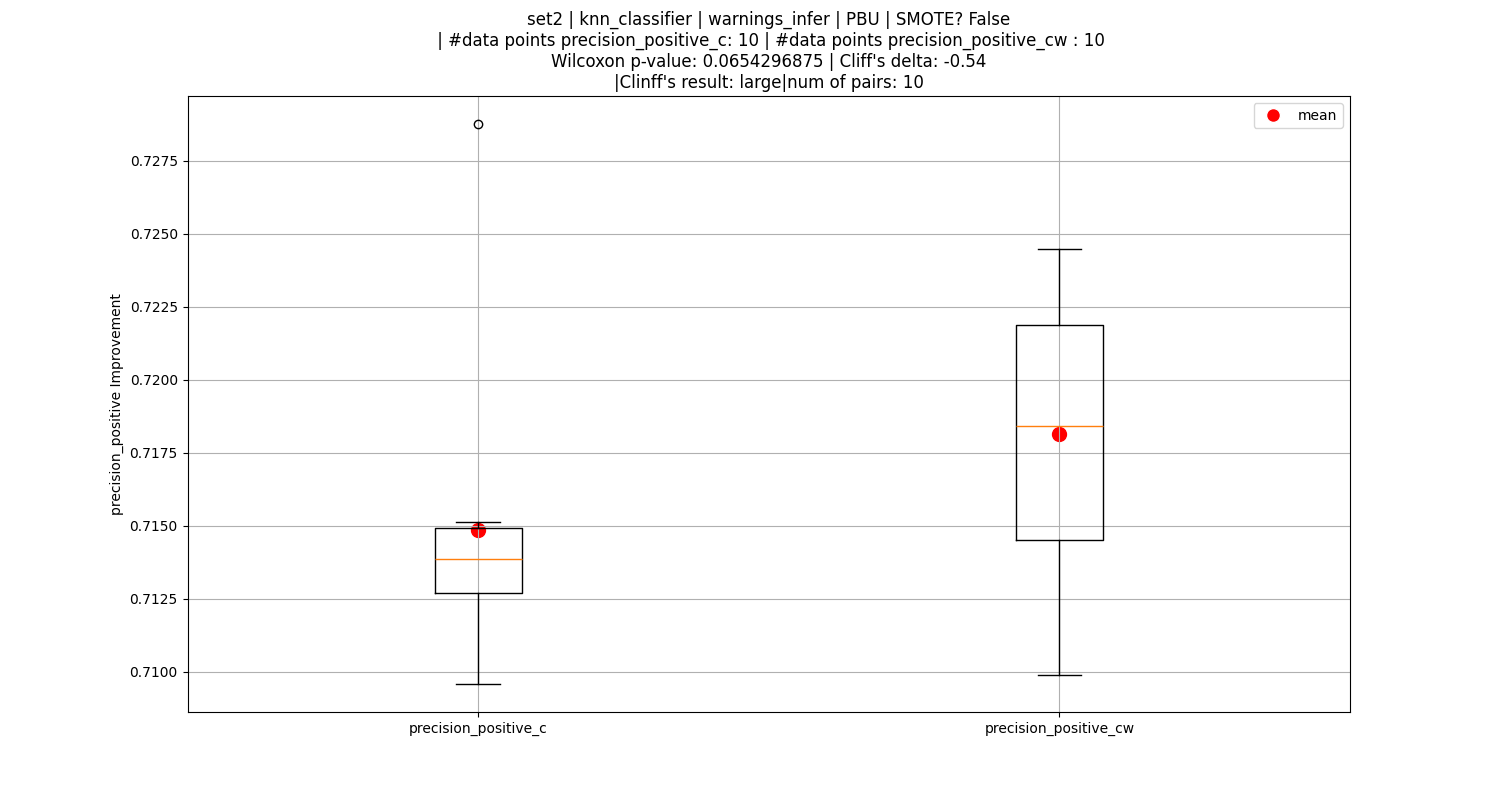 set2 | knn_classifier | warnings_infer | PBU | SMOTE? False
| #data points precision_positive_c: 10 | #data points precision_positive_cw : 10
Wilcoxon p-value: 0.0654296875 | Cliff's delta: -0.54
|Clinff's result: large|num of pairs: 10
mean
0.7275
0.7250
0.7225
0.7200
0.7175
0.7150
0.7125
0.7100
precision_positive Improvement
precision_positive_c
precision_positive_cw